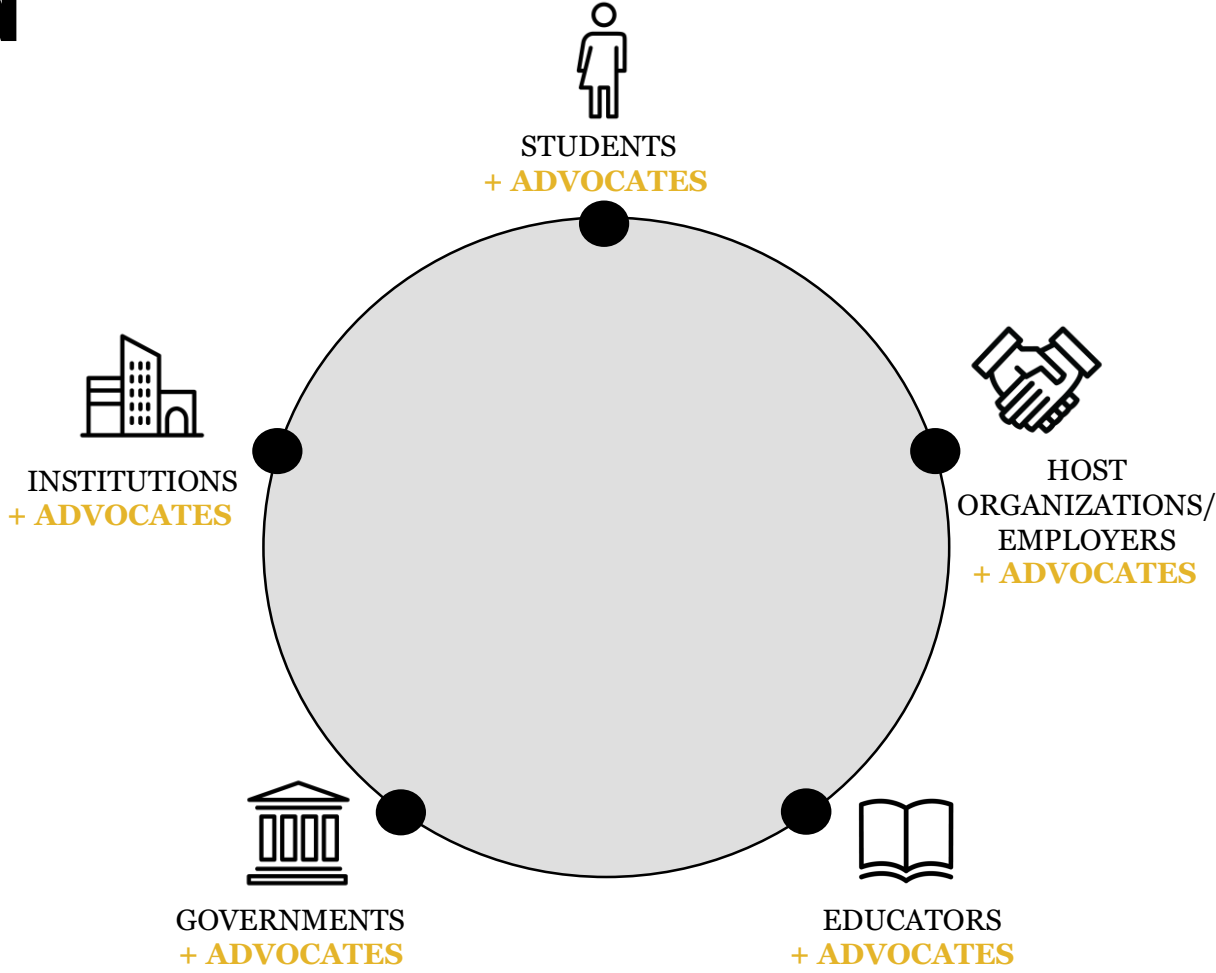 STUDENTS
+ ADVOCATES
INSTITUTIONS
+ ADVOCATES
HOST
ORGANIZATIONS/
EMPLOYERS
+ ADVOCATES
GOVERNMENTS
+ ADVOCATES
EDUCATORS
+ ADVOCATES